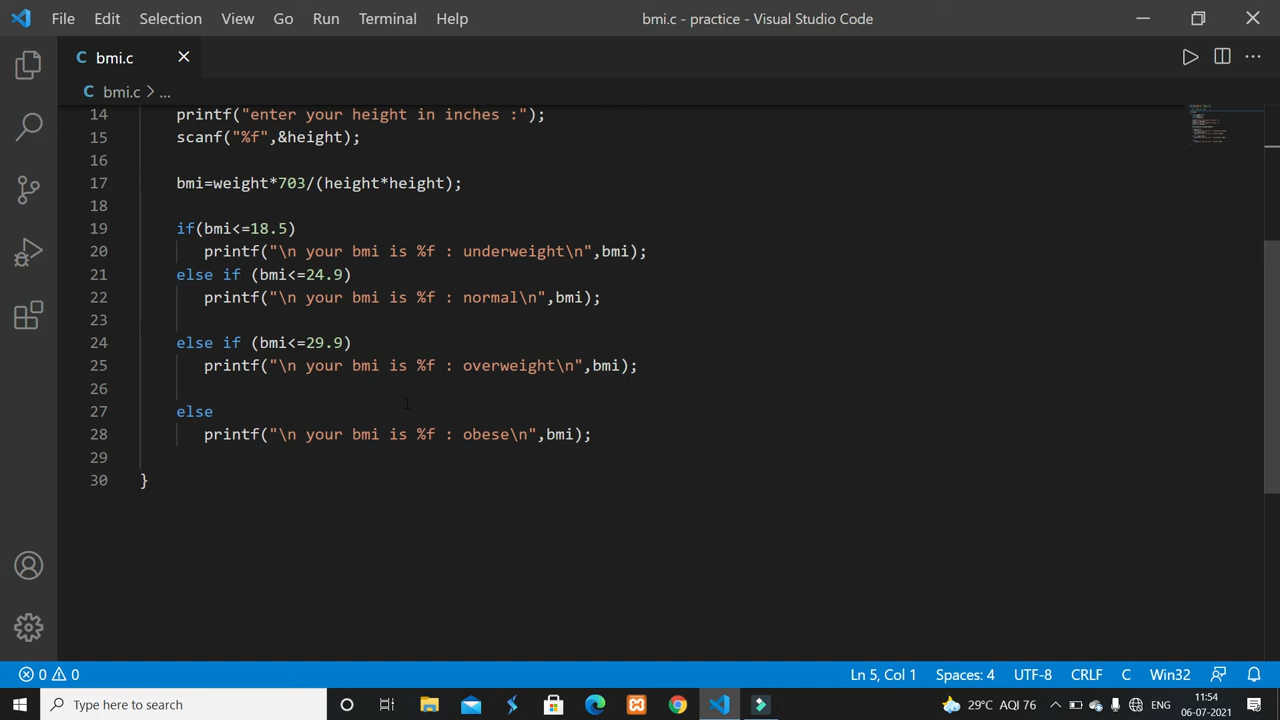 File Edit Selection View Go Run Terminal Help bmi.c - practice - Visual Studio Code
C bmi.c
C bmi.c > ...
14 printf("enter your height in inches :");
15 scanf("%f",&height);
16
17 bmi=weight*703/(height*height);
18
19 if(bmi<=18.5)
20 printf("\n your bmi is %f : underweight\n",bmi);
21 else if (bmi<=24.9)
22 printf("\n your bmi is %f : normal\n",bmi);
23
24 else if (bmi<=29.9)
25 printf("\n your bmi is %f : overweight\n",bmi);
26
27 else
28 printf("\n your bmi is %f : obese\n",bmi);
29
30 }
0 0 Ln 5, Col 1 Spaces: 4 UTF-8 CRLF C Win32
Type here to search 29°C AQI 76 ENG 11:54
06-07-2021